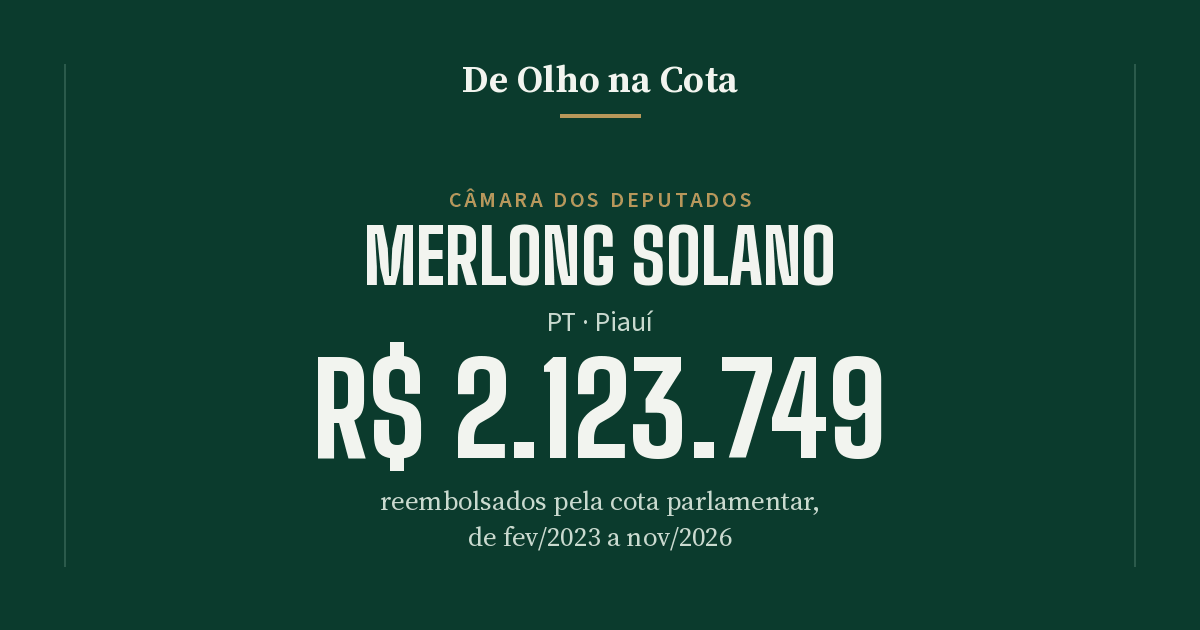 De Olho na Cota
CÂMARA DOS DEPUTADOS
MERLONG SOLANO
PT · Piauí
R$ 2.123.749
reembolsados pela cota parlamentar,
de fev/2023 a nov/2026